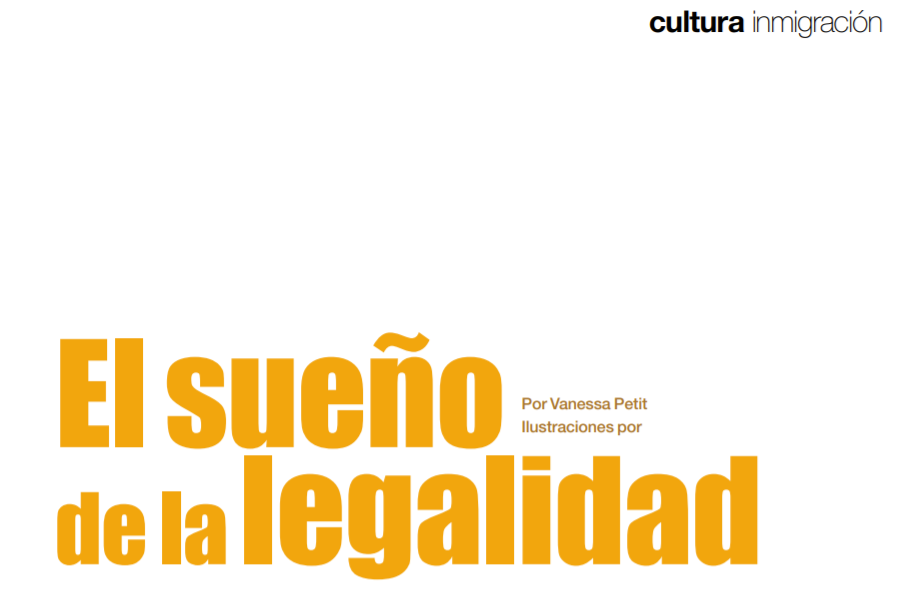 cultura inmigración
El sueño
Por Vanessa Petit
Ilustraciones por
de la legalidad